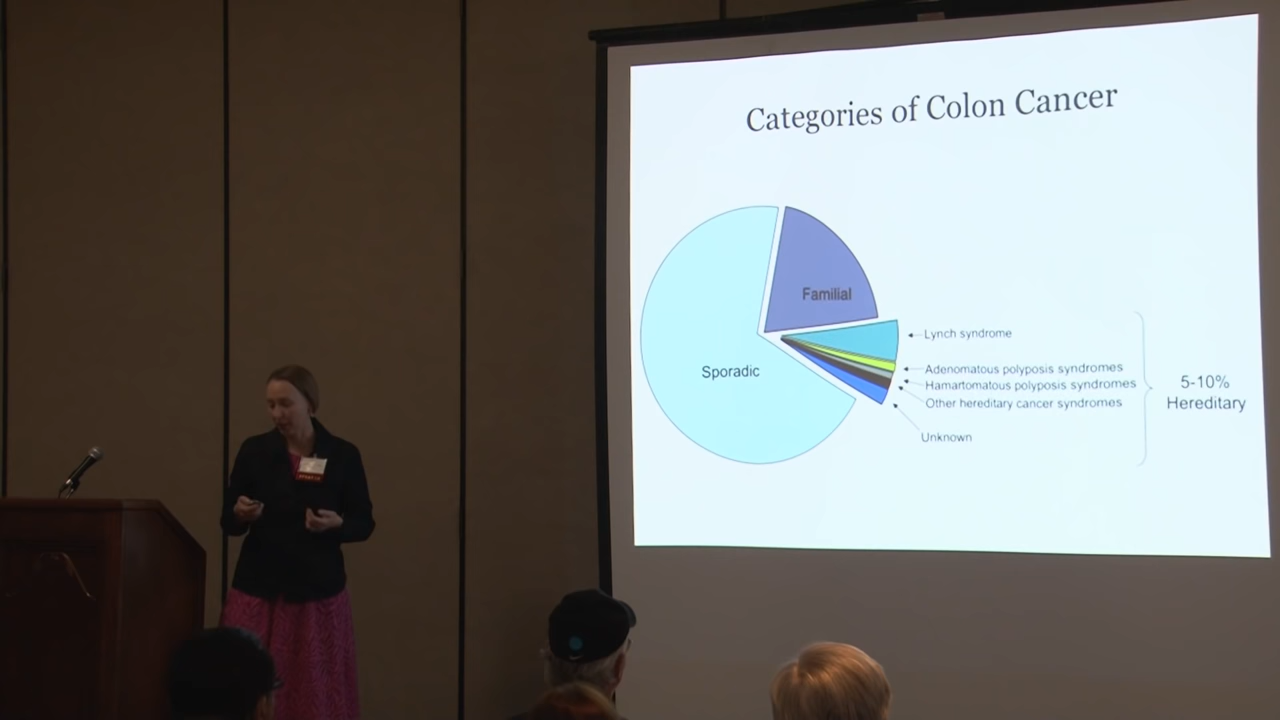 Categories of Colon Cancer
Familial
Sporadic
Lynch syndrome
Adenomatous polyposis syndromes
Hamartomatous polyposis syndromes
Other hereditary cancer syndromes
Unknown
5-10%
Hereditary